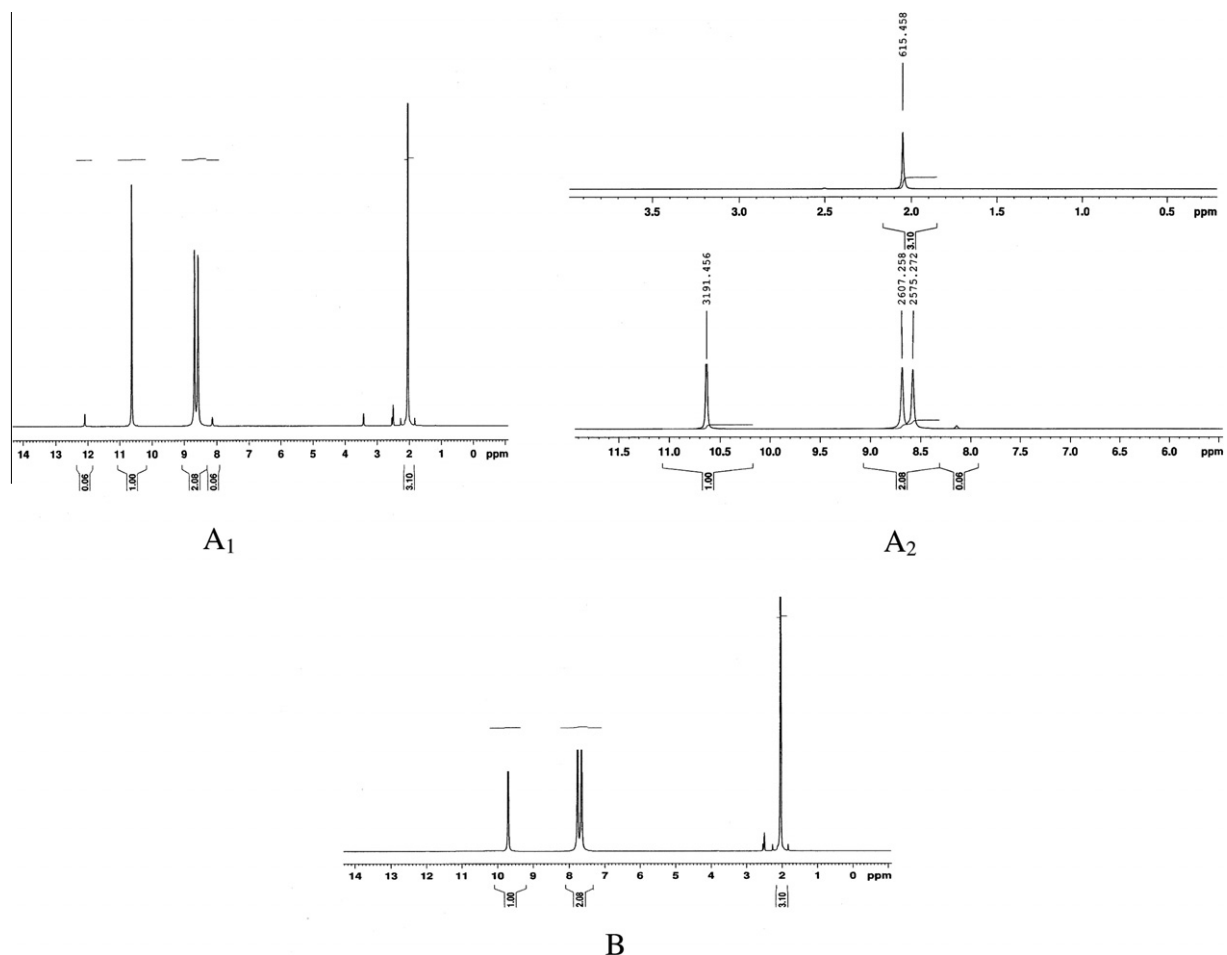 615.458
3.5 3.0 2.5 2.0 1.5 1.0 0.5 ppm
3.10
3191.456
2607.258
2575.272
14 13 12 11 10 9 8 7 6 5 4 3 2 1 0 ppm
0.06 1.00 2.08 0.06 3.10
11.5 11.0 10.5 10.0 9.5 9.0 8.5 8.0 7.5 7.0 6.5 6.0 ppm
1.00 2.08 0.06
A1
A2
14 13 12 11 10 9 8 7 6 5 4 3 2 1 0 ppm
1.00 2.08 3.10
B